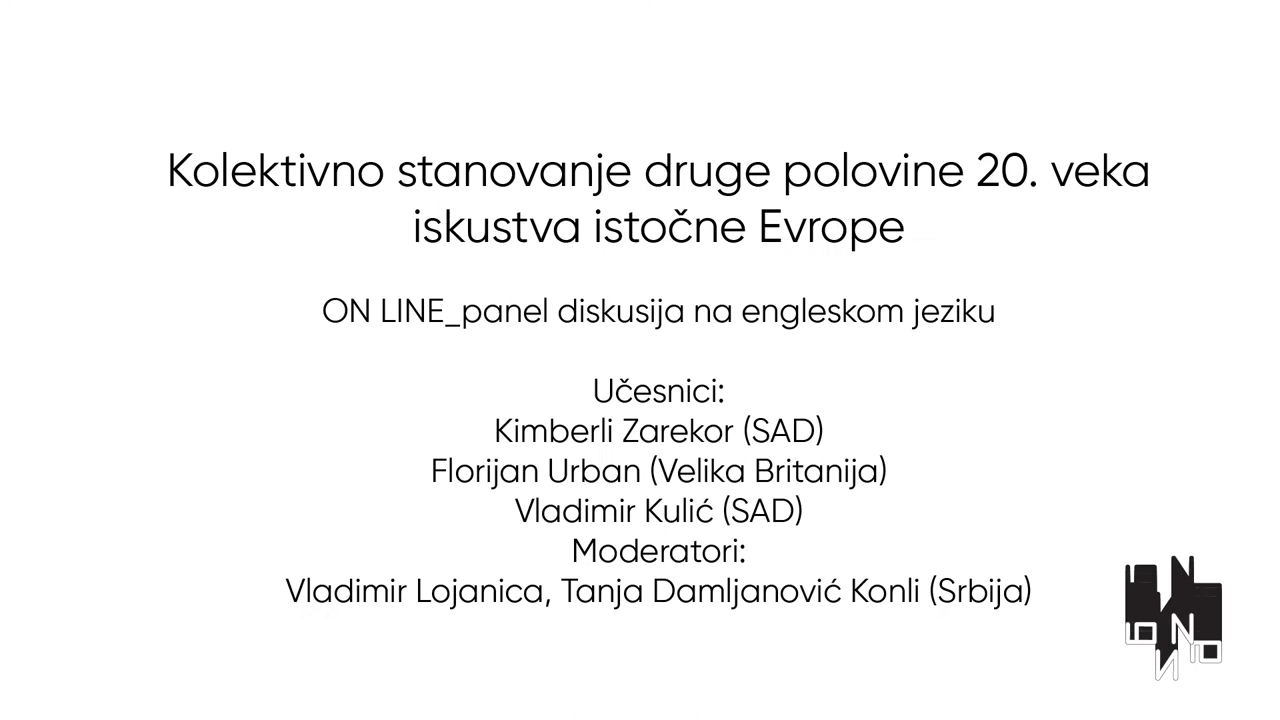 Kolektivno stanovanje druge polovine 20. veka
iskustva istočne Evrope
ON LINE_panel diskusija na engleskom jeziku
Učesnici:
Kimberli Zarekor (SAD)
Florijan Urban (Velika Britanija)
Vladimir Kulić (SAD)
Moderatori:
Vladimir Lojanica, Tanja Damljanović Konli (Srbija)